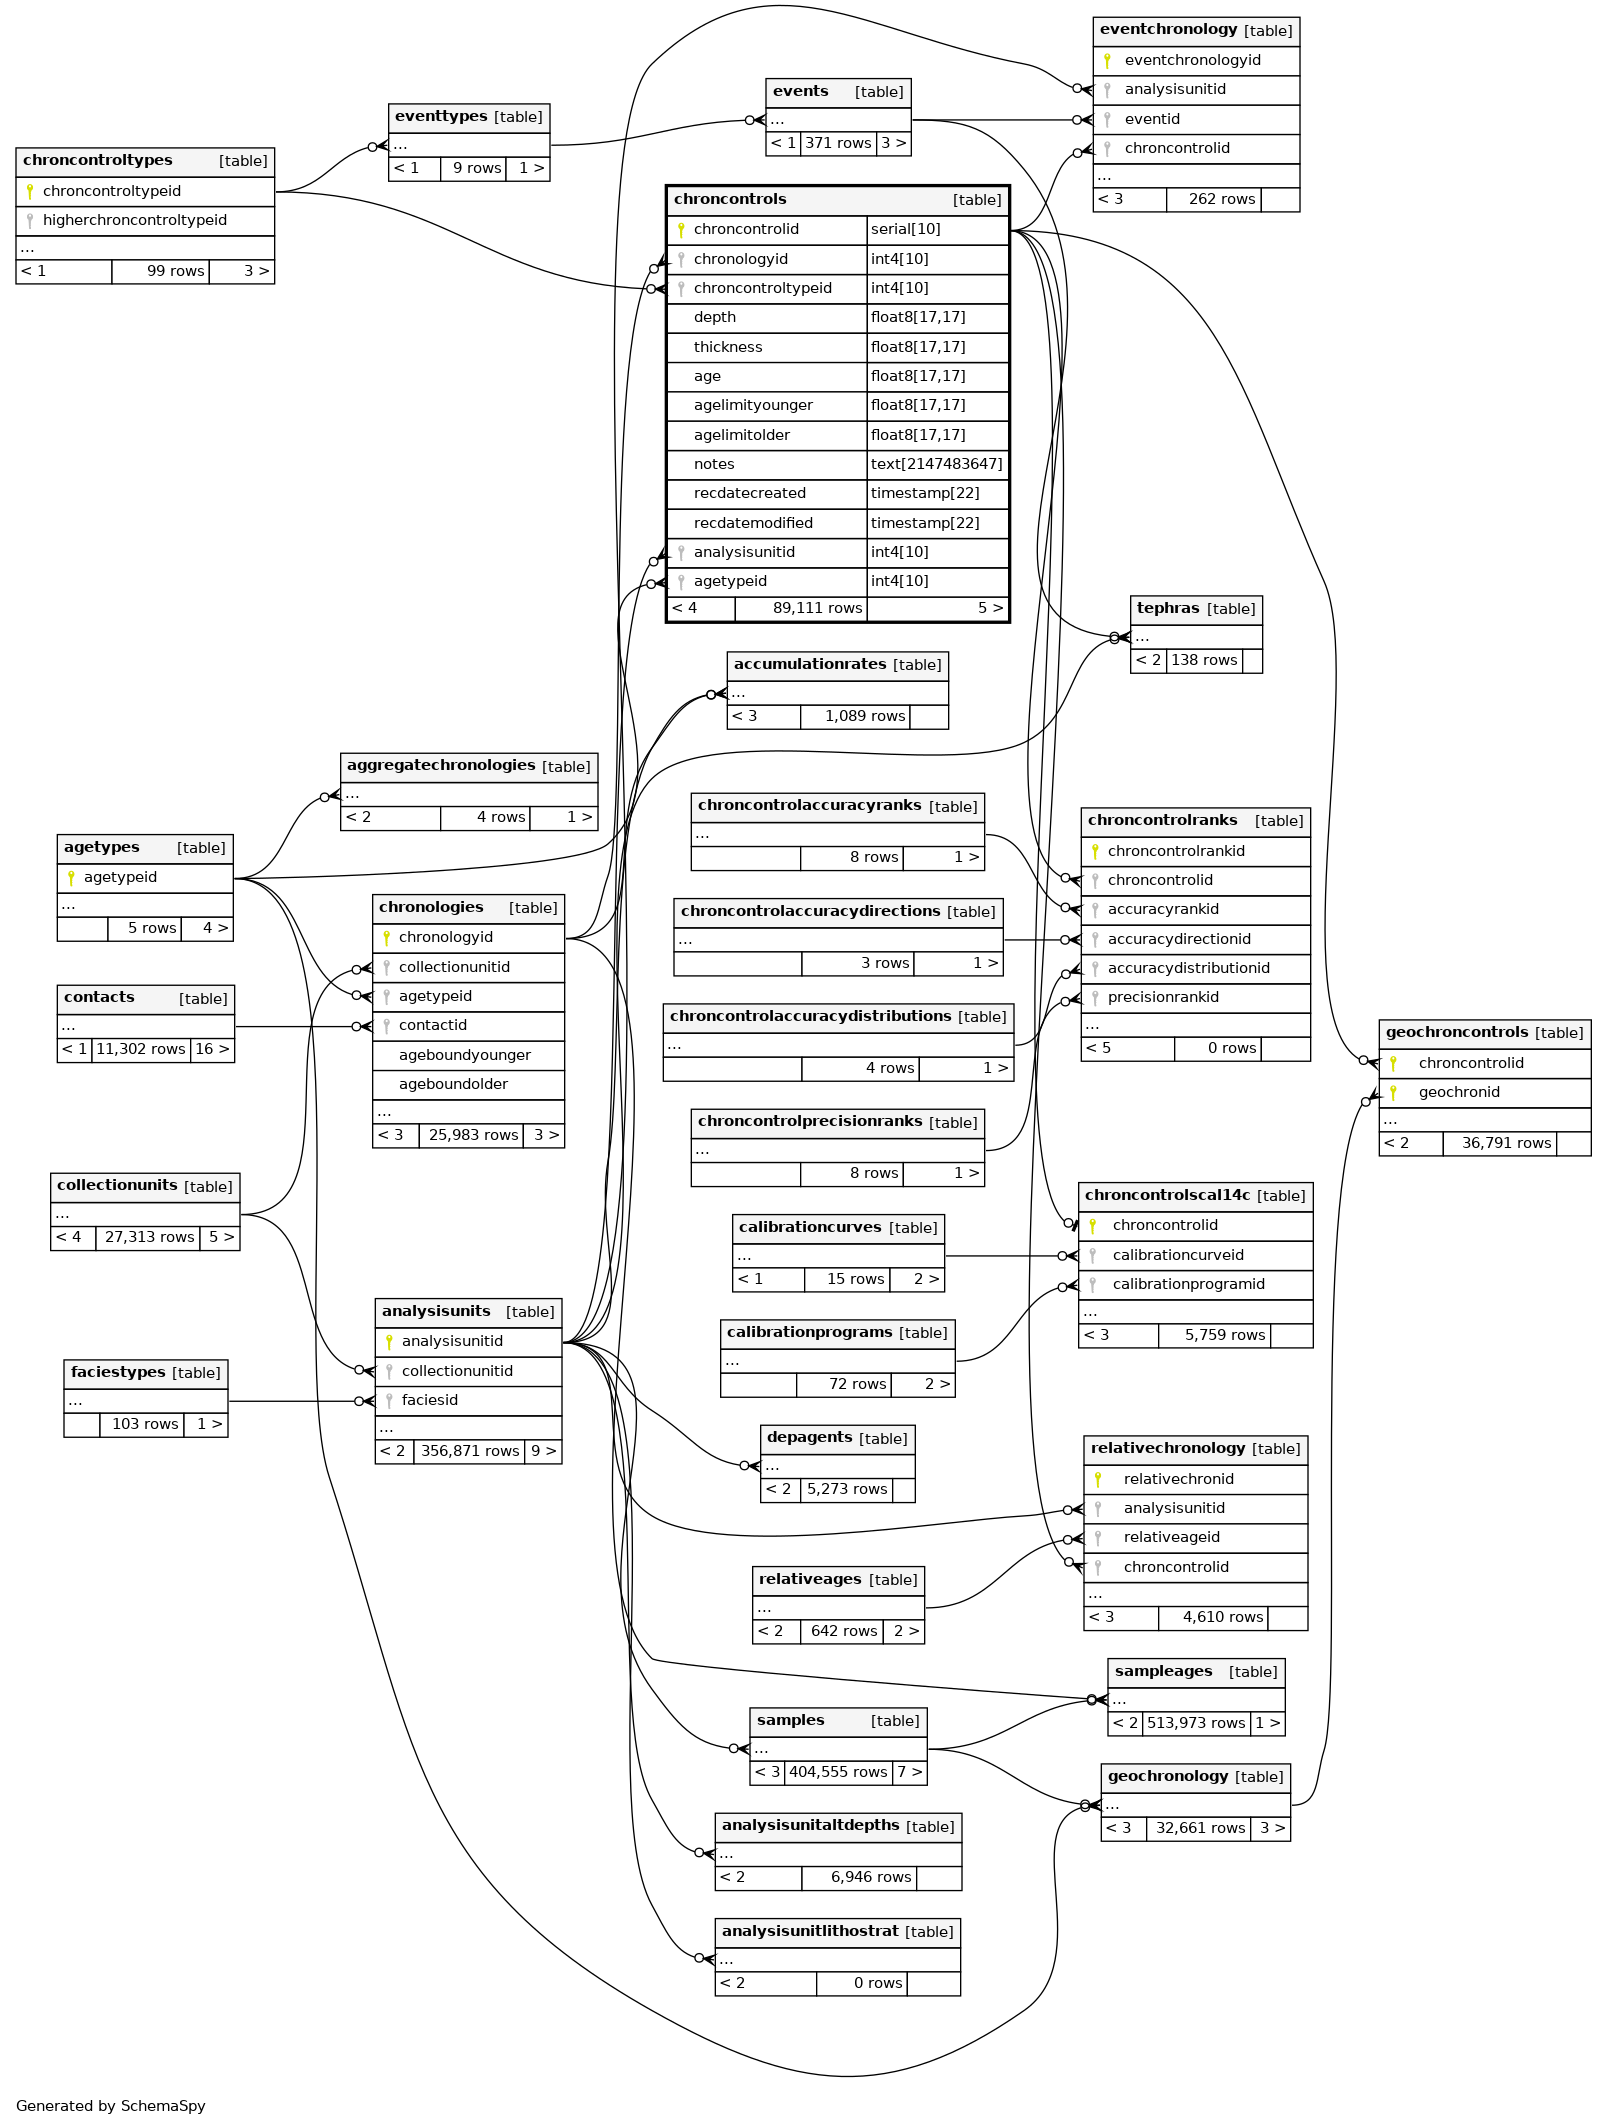 eventchronology [table]
eventchronologyid
analysisunitid
eventid
chroncontrolid
...
< 3 262 rows
events [table]
...
< 1 371 rows 3 >
eventtypes [table]
...
< 1 9 rows 1 >
chroncontroltypes [table]
chroncontroltypeid
higherchroncontroltypeid
...
< 1 99 rows 3 >
chroncontrols [table]
chroncontrolid serial[10]
chronologyid int4[10]
chroncontroltypeid int4[10]
depth float8[17,17]
thickness float8[17,17]
age float8[17,17]
agelimityounger float8[17,17]
agelimitolder float8[17,17]
notes text[2147483647]
recdatecreated timestamp[22]
recdatemodified timestamp[22]
analysisunitid int4[10]
agetypeid int4[10]
< 4 89,111 rows 5 >
tephras [table]
...
< 2 138 rows
accumulationrates [table]
...
< 3 1,089 rows
aggregatechronologies [table]
...
< 2 4 rows 1 >
agetypes [table]
agetypeid
...
5 rows 4 >
chroncontrolaccuracyranks [table]
...
8 rows 1 >
chroncontrolranks [table]
chroncontrolrankid
chroncontrolid
accuracyrankid
accuracydirectionid
accuracydistributionid
precisionrankid
...
< 5 0 rows
chronologies [table]
chronologyid
collectionunitid
agetypeid
contactid
ageboundyounger
ageboundolder
...
< 3 25,983 rows 3 >
chroncontrolaccuracydirections [table]
...
3 rows 1 >
contacts [table]
...
< 1 11,302 rows 16 >
chroncontrolaccuracydistributions [table]
...
4 rows 1 >
geochroncontrols [table]
chroncontrolid
geochronid
...
< 2 36,791 rows
chroncontrolprecisionranks [table]
...
8 rows 1 >
collectionunits [table]
...
< 4 27,313 rows 5 >
chroncontrolscal14c [table]
chroncontrolid
calibrationcurveid
calibrationprogramid
...
< 3 5,759 rows
calibrationcurves [table]
...
< 1 15 rows 2 >
analysisunits [table]
analysisunitid
collectionunitid
faciesid
...
< 2 356,871 rows 9 >
calibrationprograms [table]
...
72 rows 2 >
faciestypes [table]
...
103 rows 1 >
depagents [table]
...
< 2 5,273 rows
relativechronology [table]
relativechronid
analysisunitid
relativeageid
chroncontrolid
...
< 3 4,610 rows
relativeages [table]
...
< 2 642 rows 2 >
sampleages [table]
...
< 2 513,973 rows 1 >
samples [table]
...
< 3 404,555 rows 7 >
geochronology [table]
...
< 3 32,661 rows 3 >
analysisunitaltdepths [table]
...
< 2 6,946 rows
analysisunitlithostrat [table]
...
< 2 0 rows
Generated by SchemaSpy